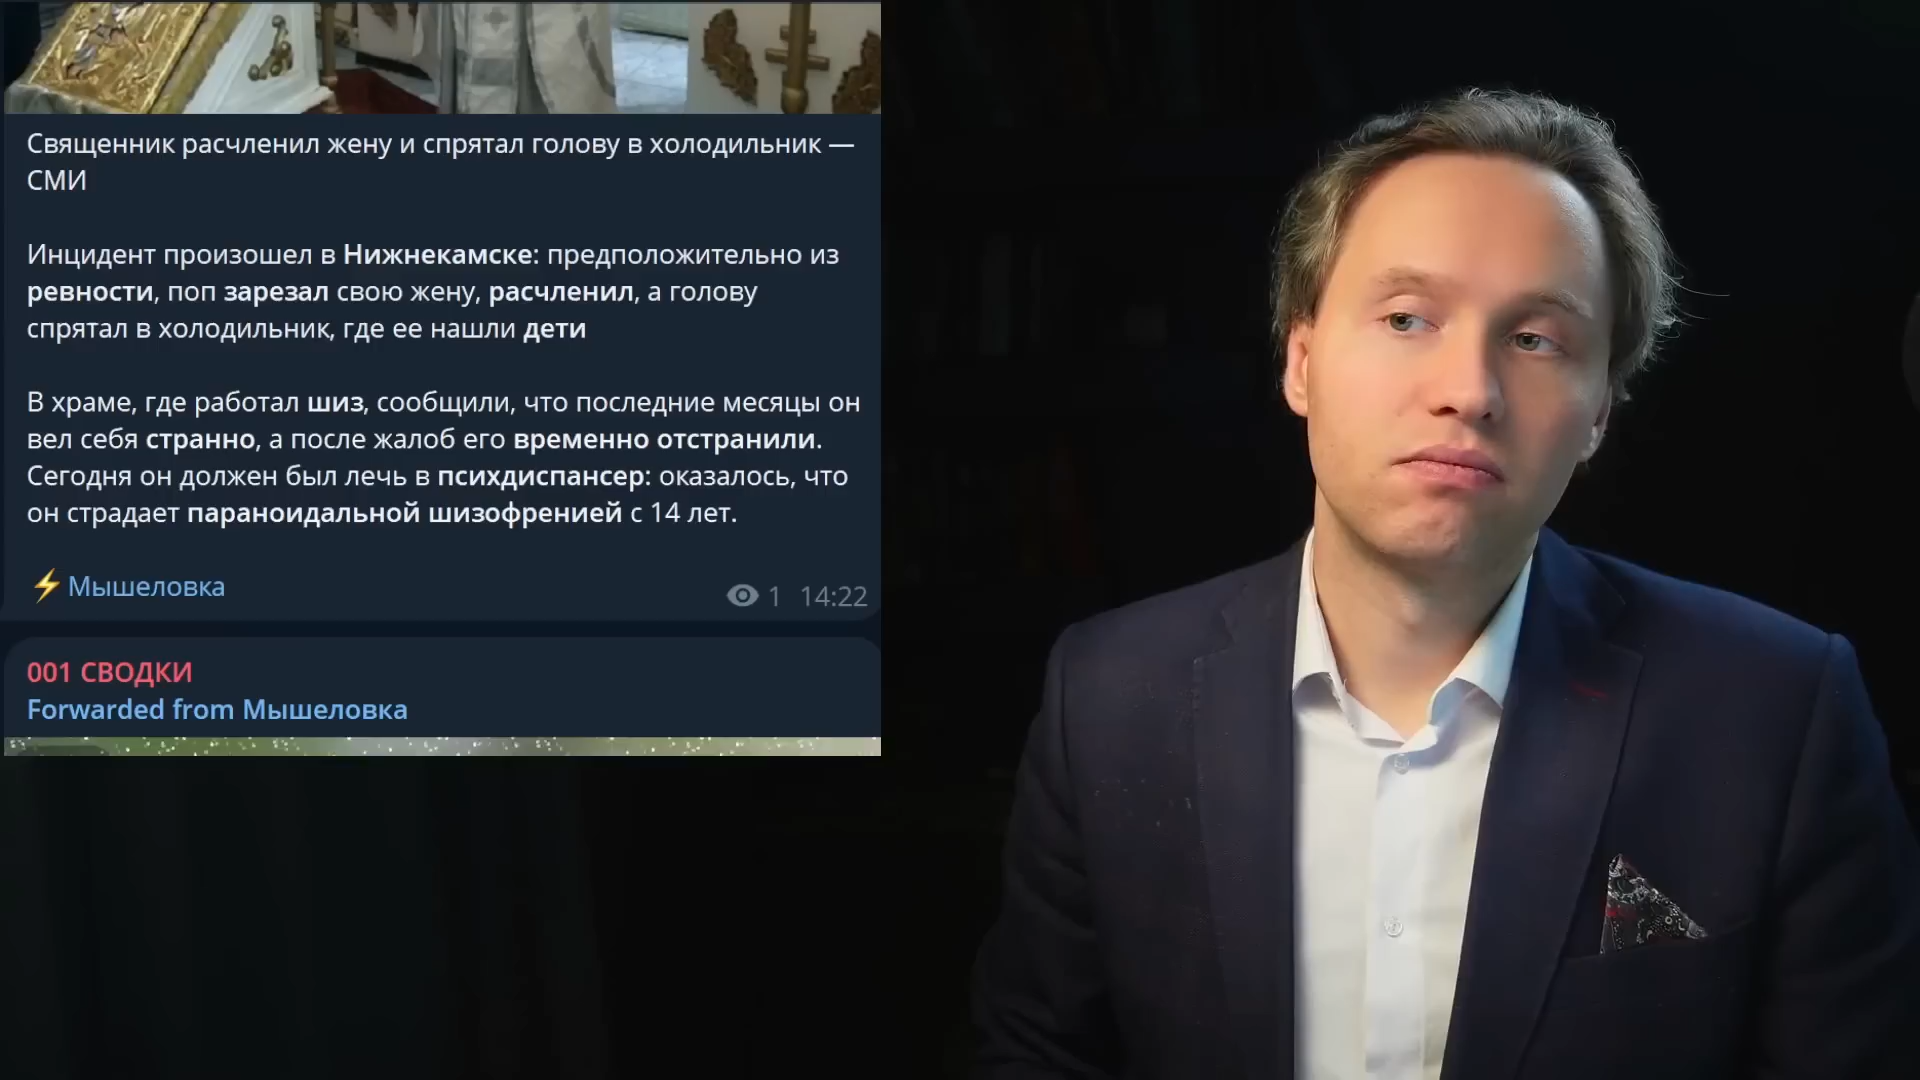 Священник расчленил жену и спрятал голову в холодильник —
СМИ
Инцидент произошел в Нижнекамске: предположительно из
ревности, поп зарезал свою жену, расчленил, а голову
спрятал в холодильник, где ее нашли дети
В храме, где работал шиз, сообщили, что последние месяцы он
вел себя странно, а после жалоб его временно отстранили.
Сегодня он должен был лечь в психдиспансер: оказалось, что
он страдает параноидальной шизофренией с 14 лет.
⚡Мышеловка
1 14:22
001 СВОДКИ
Forwarded from Мышеловка